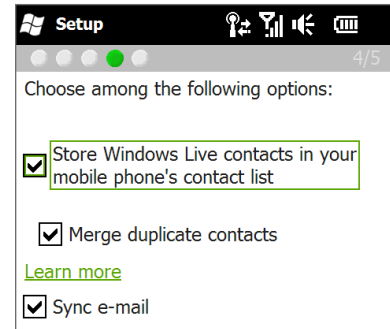 Setup
4/5
Choose among the following options:
Store Windows Live contacts in your
mobile phone's contact list
Merge duplicate contacts
Learn more
Sync e-mail